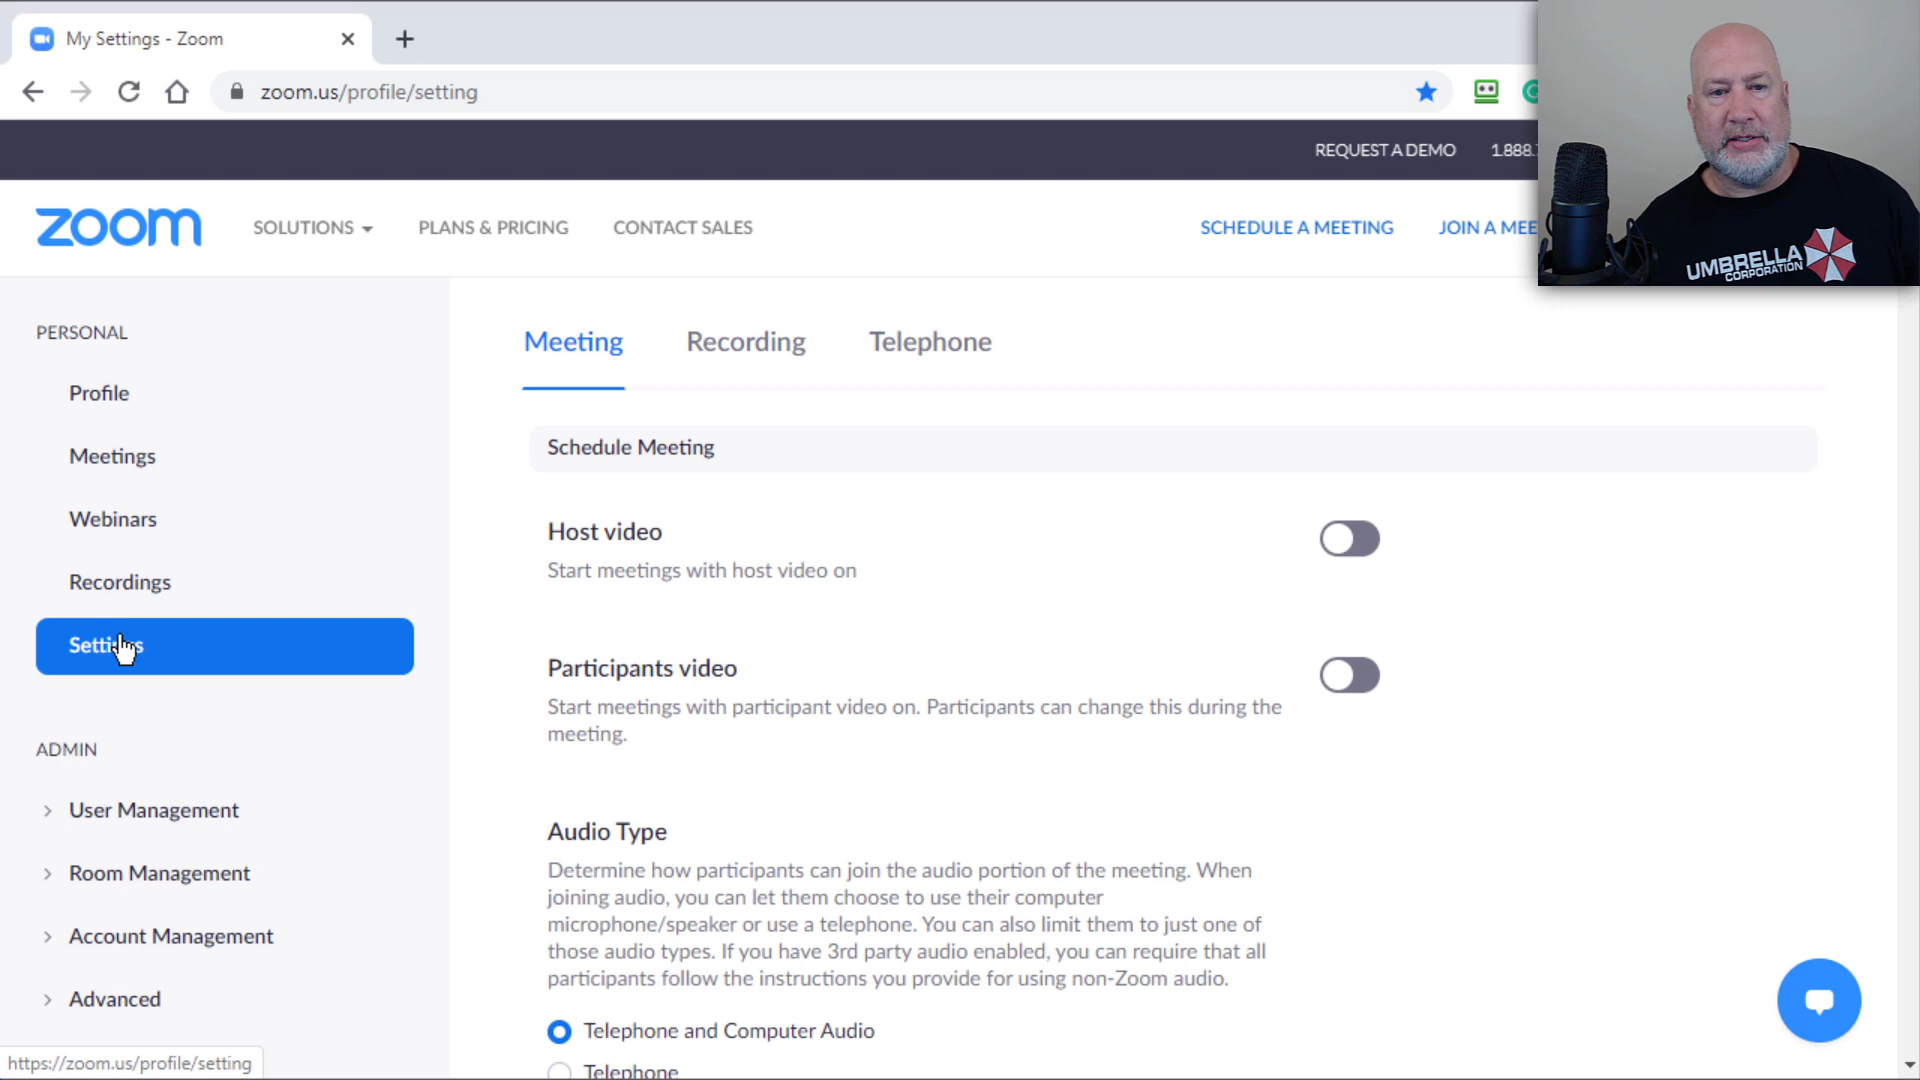 My Settings - Zoom
zoom.us/profile/setting
REQUEST A DEMO 1.888.
zoom SOLUTIONS PLANS & PRICING CONTACT SALES SCHEDULE A MEETING JOIN A MEE
UMBRELLA
CORPORATION
PERSONAL
Profile
Meetings
Webinars
Recordings
Settings
ADMIN
User Management
Room Management
Account Management
Advanced
https://zoom.us/profile/setting
Meeting Recording Telephone
Schedule Meeting
Host video
Start meetings with host video on
Participants video
Start meetings with participant video on. Participants can change this during the
meeting.
Audio Type
Determine how participants can join the audio portion of the meeting. When
joining audio, you can let them choose to use their computer
microphone/speaker or use a telephone. You can also limit them to just one of
those audio types. If you have 3rd party audio enabled, you can require that all
participants follow the instructions you provide for using non-Zoom audio.
Telephone and Computer Audio
Telephone